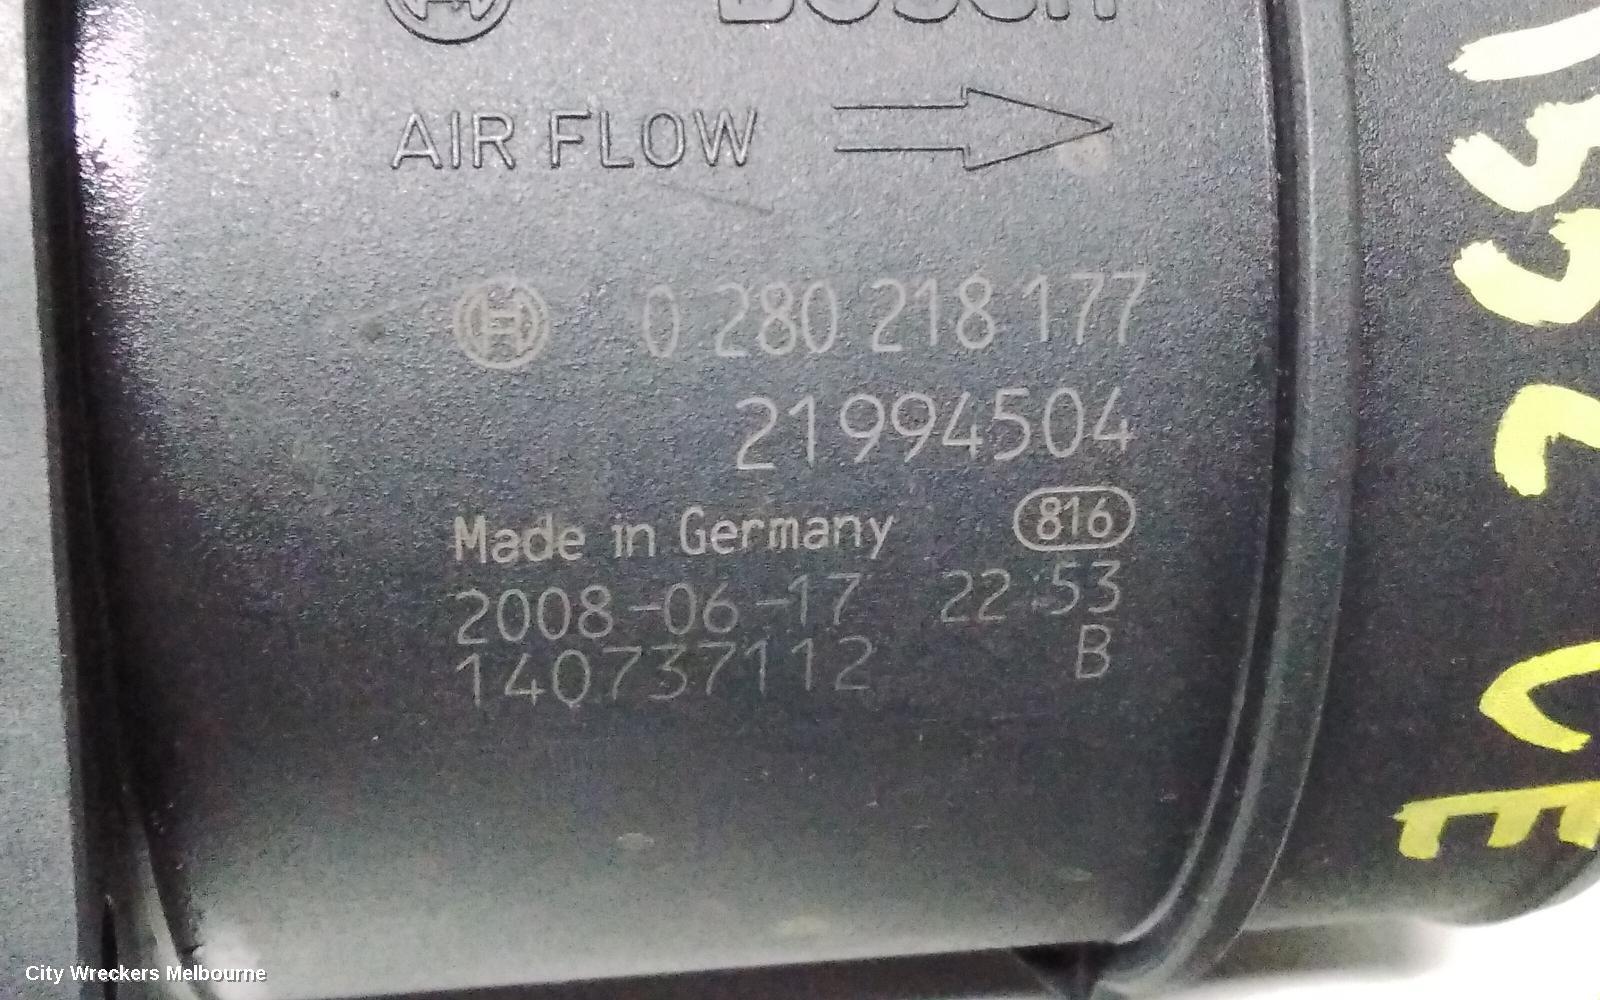 BOSCH
AIR FLOW
0 280 218 177
21994504
Made in Germany 816
2008-06-17 22:53
140737112 B
City Wreckers Melbourne